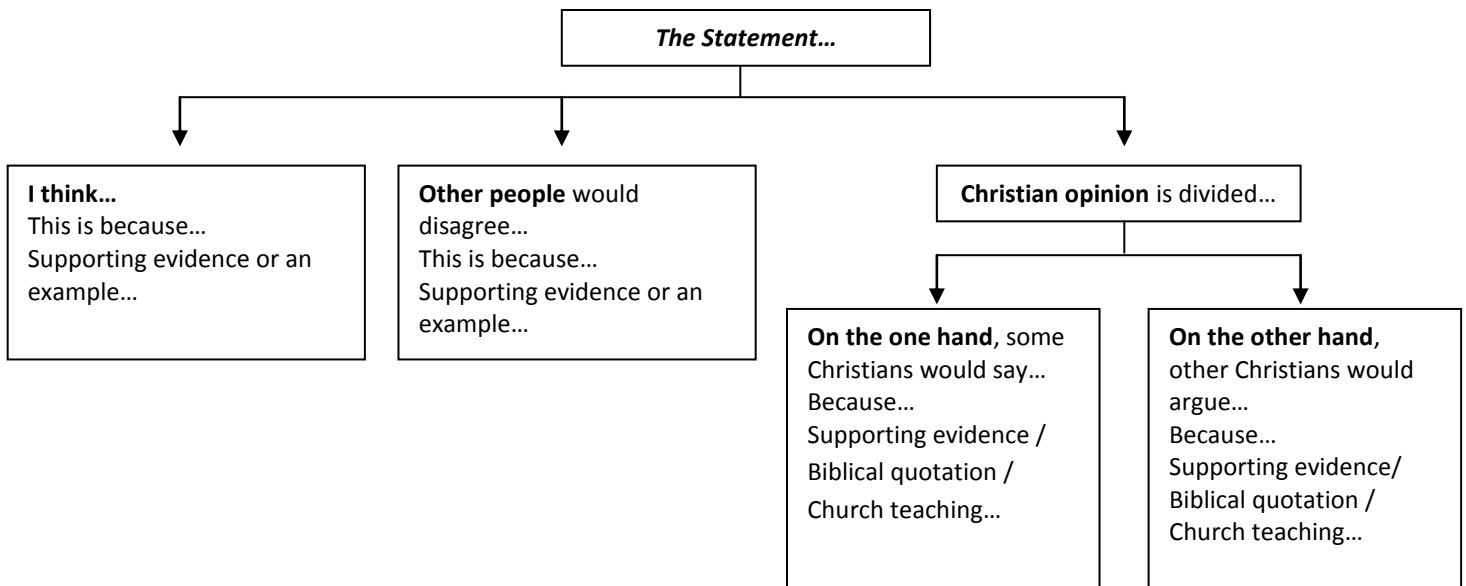 The Statement…
I think…
This is because…
Supporting evidence or an
example…
Other people would
disagree…
This is because…
Supporting evidence or an
example…
Christian opinion is divided…
On the one hand, some
Christians would say…
Because…
Supporting evidence /
Biblical quotation /
Church teaching…
On the other hand,
other Christians would
argue…
Because…
Supporting evidence/
Biblical quotation /
Church teaching…